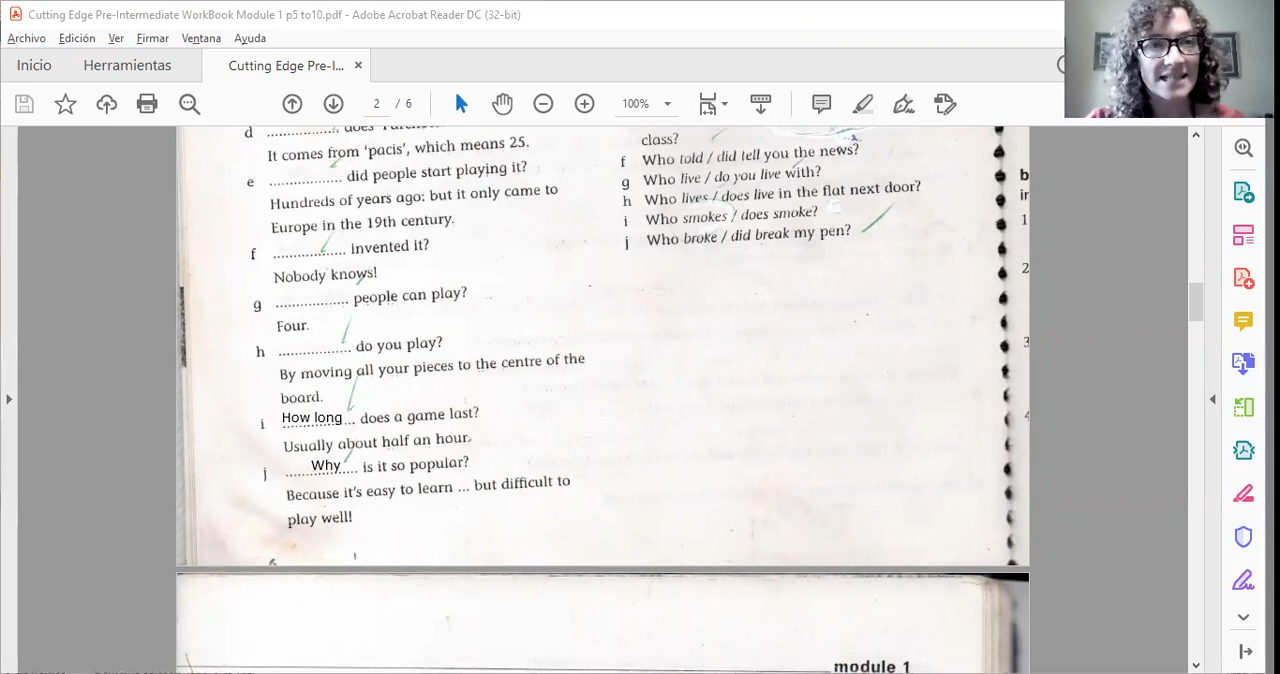 Cutting Edge Pre-Intermediate WorkBook Module 1 p5 to10.pdf - Adobe Acrobat Reader DC (32-bit)
Archivo Edición Ver Firmar Ventana Ayuda
Inicio Herramientas Cutting Edge Pre-I... ×
2 / 6 100%
d .............. does
It comes from ‘pacis’, which means 25.
e ................. did people start playing it?
Hundreds of years ago: but it only came to
Europe in the 19th century.
f ................. invented it?
Nobody knows!
g ................. people can play?
Four.
h ................. do you play?
By moving all your pieces to the centre of the
board.
i How long... does a game last?
Usually about half an hour.
j ......Why..... is it so popular?
Because it's easy to learn ... but difficult to
play well!
6
class?
f Who told / did tell you the news?
g Who live / do you live with?
h Who lives / does live in the flat next door?
i Who smokes / does smoke?
j Who broke / did break my pen?
b
in
1
2
3
4
module 1